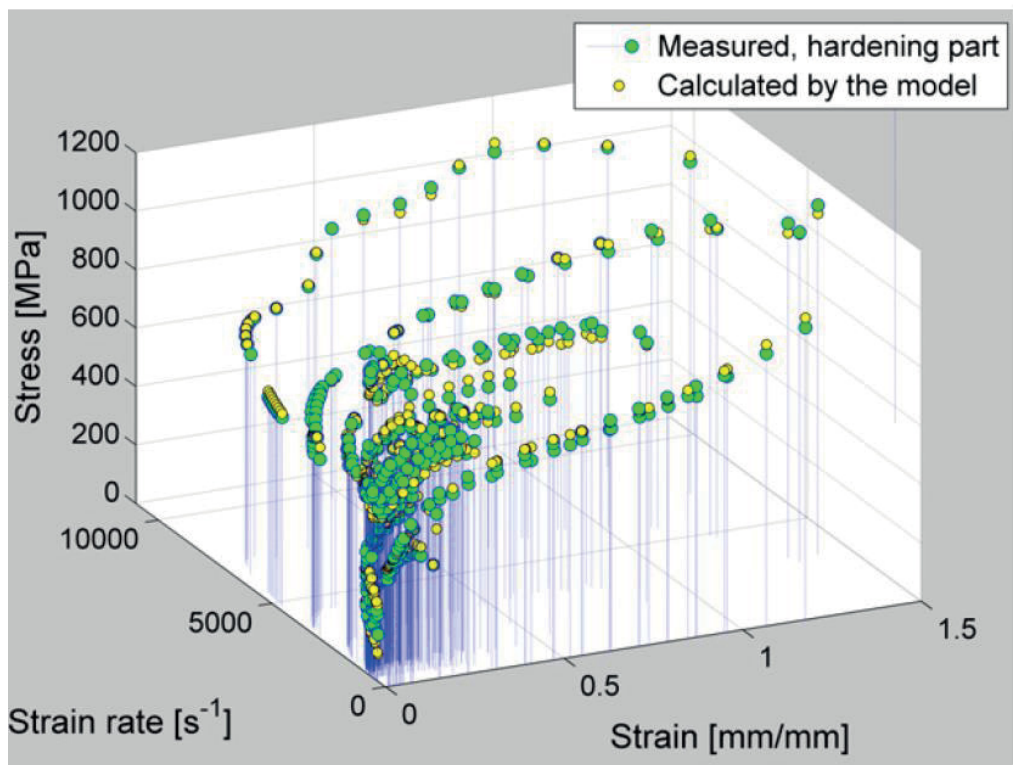 Measured, hardening part
Calculated by the model
Stress [MPa]
1200
1000
800
600
400
200
0
10000
5000
0
Strain rate [s⁻¹]
0
0.5
1
1.5
Strain [mm/mm]